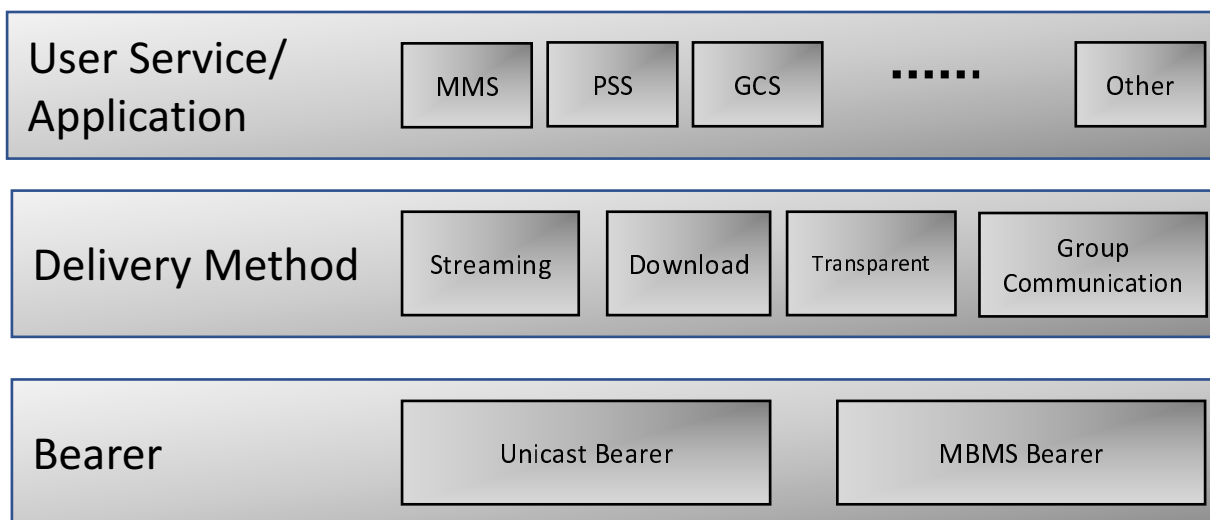 User Service/
Application
MMS
PSS
GCS
......
Other
Delivery Method
Streaming
Download
Transparent
Group
Communication
Bearer
Unicast Bearer
MBMS Bearer